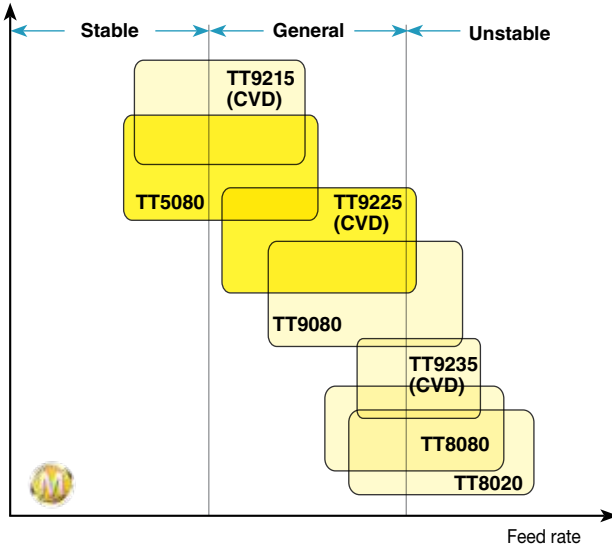 Stable
General
Unstable
TT9215
(CVD)
TT5080
TT9225
(CVD)
TT9080
TT9235
(CVD)
TT8080
TT8020
M
Feed rate